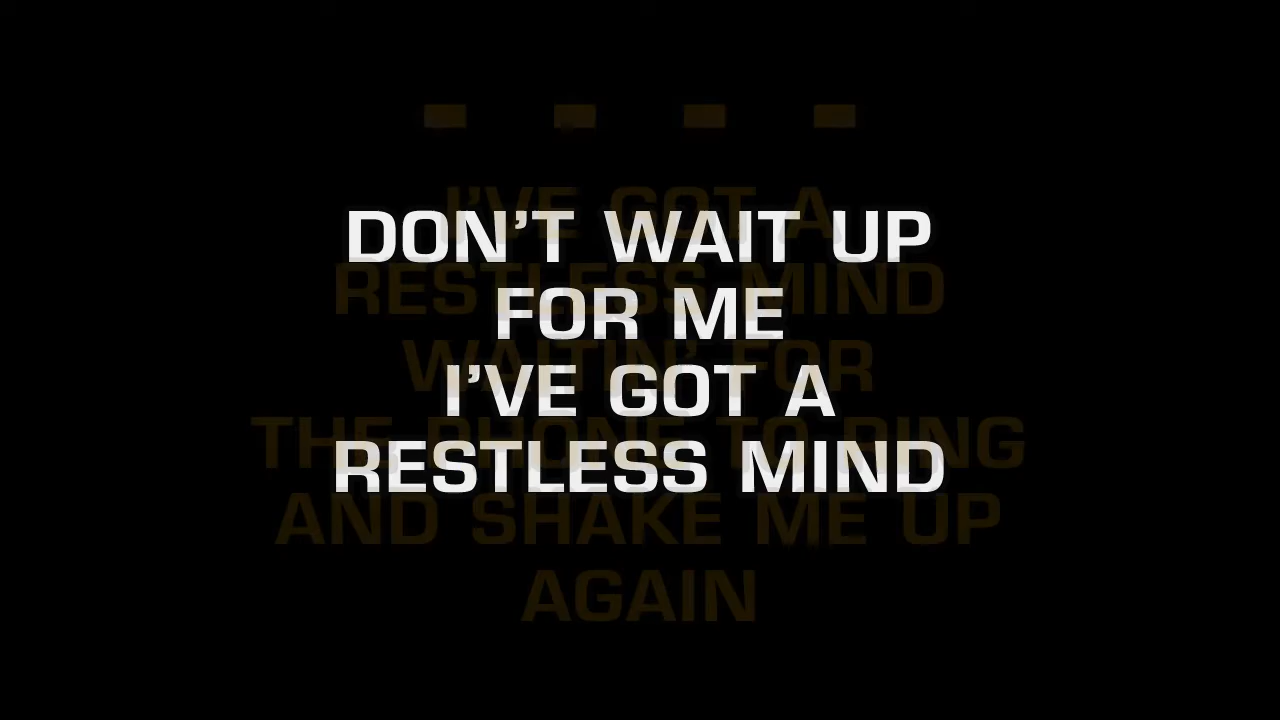 DON'T WAIT UP
FOR ME
I'VE GOT A
RESTLESS MIND
I'VE GOT A
RESTLESS MIND
WAITIN' FOR
THE PHONE TO RING
AND SHAKE ME UP
AGAIN